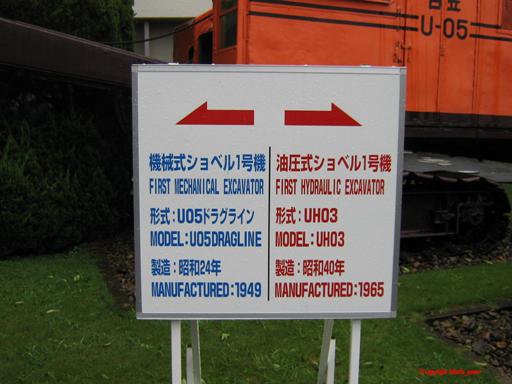 日立
U-05
機械式ショベル1号機
FIRST MECHANICAL EXCAVATOR
形式:U05ドラグライン
MODEL:U05DRAGLINE
製造:昭和24年
MANUFACTURED:1949
油圧式ショベル1号機
FIRST HYDRAULIC EXCAVATOR
形式:UH03
MODEL:UH03
製造:昭和40年
MANUFACTURED:1965